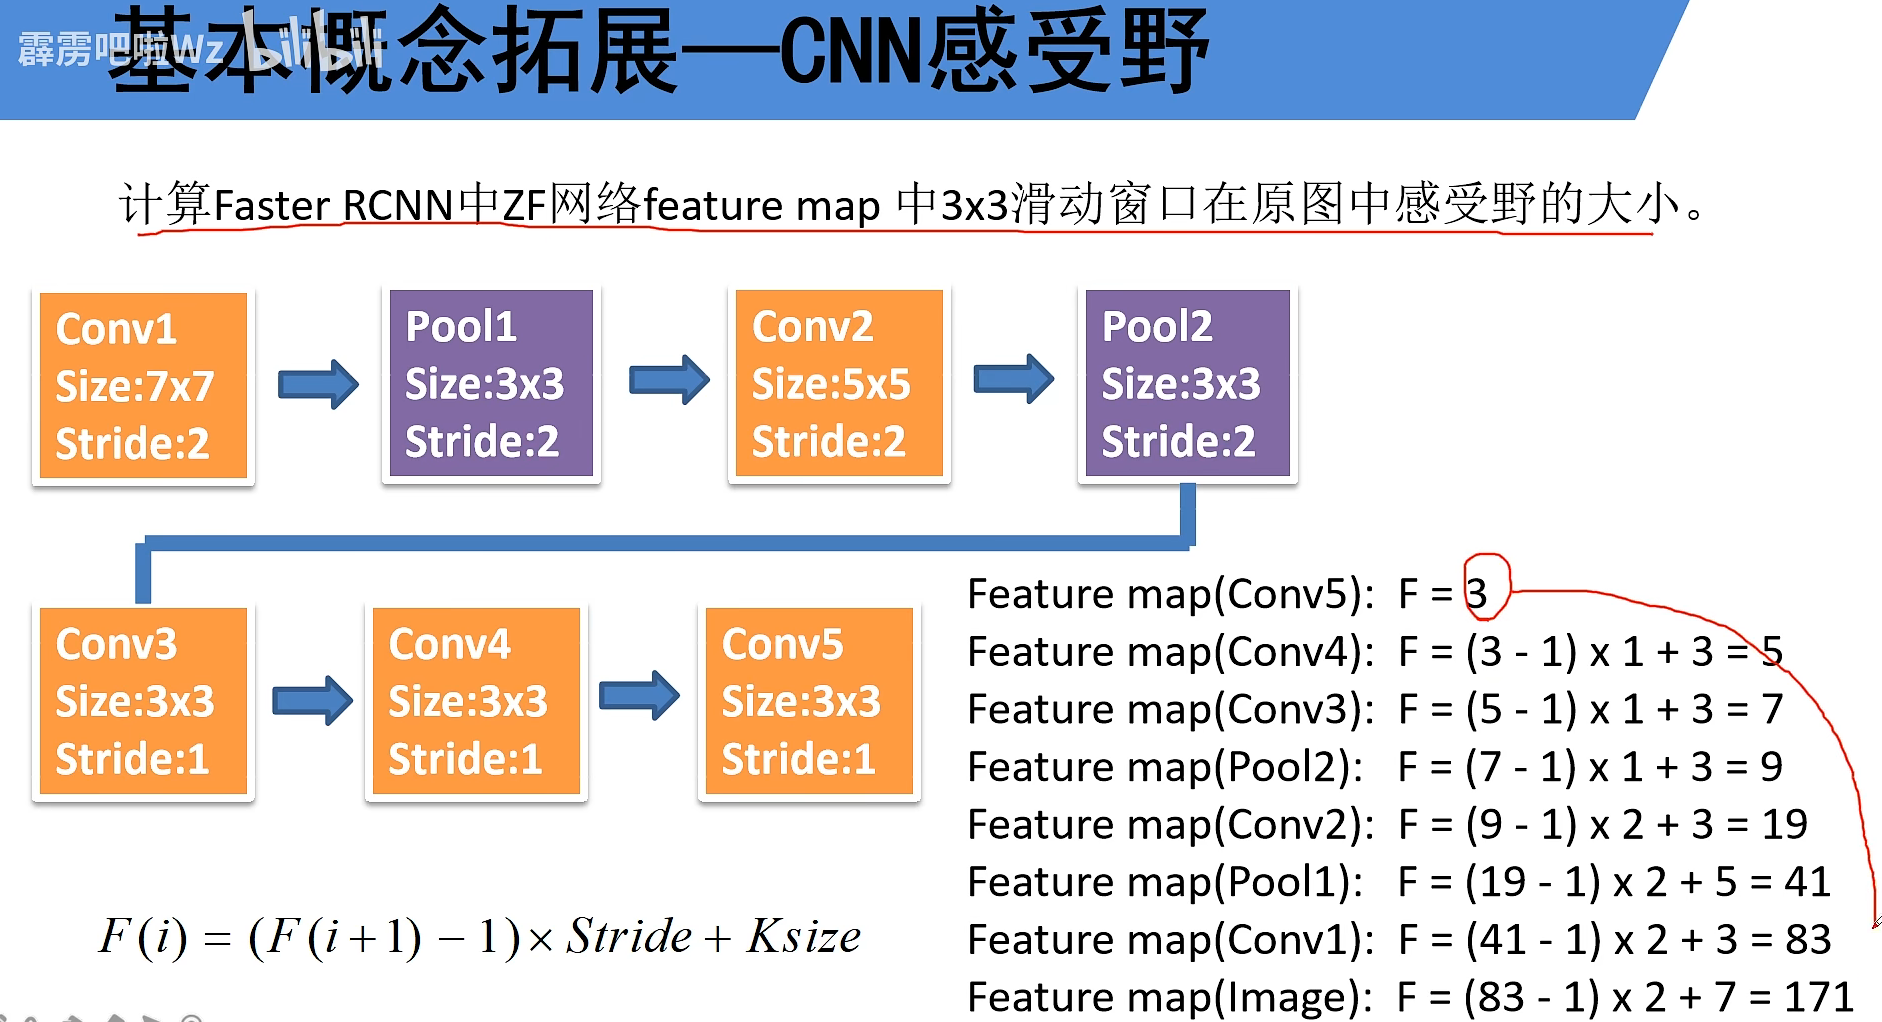 霹雳吧啦Wz bilibili
基本概念拓展—CNN感受野
计算Faster RCNN中ZF网络feature map 中3x3滑动窗口在原图中感受野的大小。
Conv1
Size:7x7
Stride:2
Pool1
Size:3x3
Stride:2
Conv2
Size:5x5
Stride:2
Pool2
Size:3x3
Stride:2
Conv3
Size:3x3
Stride:1
Conv4
Size:3x3
Stride:1
Conv5
Size:3x3
Stride:1
Feature map(Conv5): F = 3
Feature map(Conv4): F = (3 - 1) x 1 + 3 = 5
Feature map(Conv3): F = (5 - 1) x 1 + 3 = 7
Feature map(Pool2): F = (7 - 1) x 1 + 3 = 9
Feature map(Conv2): F = (9 - 1) x 2 + 3 = 19
Feature map(Pool1): F = (19 - 1) x 2 + 5 = 41
Feature map(Conv1): F = (41 - 1) x 2 + 3 = 83
Feature map(Image): F = (83 - 1) x 2 + 7 = 171
F(i) = (F(i+1) − 1) × Stride + Ksize